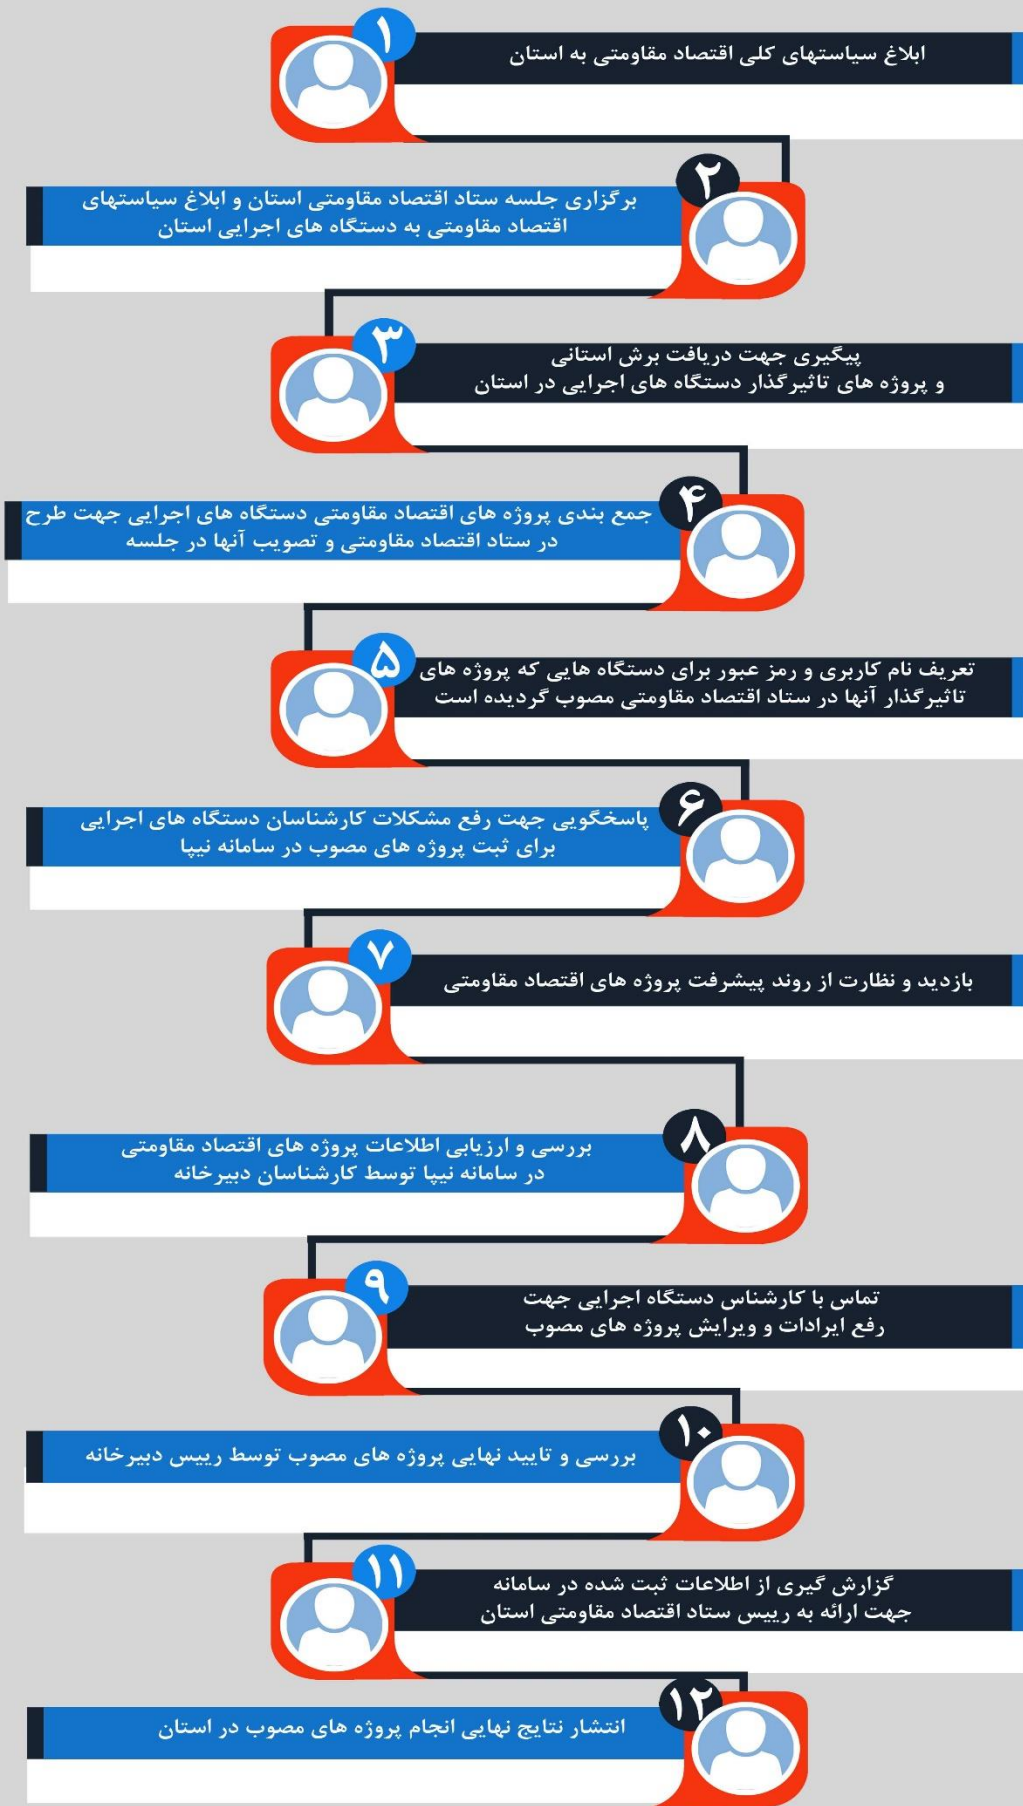 ۱
ابلاغ سیاستهای کلی اقتصاد مقاومتی به استان
۲
برگزاری جلسه ستاد اقتصاد مقاومتی استان و ابلاغ سیاستهای
اقتصاد مقاومتی به دستگاه های اجرایی استان
۳
پیگیری جهت دریافت برش استانی
و پروژه های تاثیرگذار دستگاه های اجرایی در استان
۴
جمع بندی پروژه های اقتصاد مقاومتی دستگاه های اجرایی جهت طرح
در ستاد اقتصاد مقاومتی و تصویب آنها در جلسه
۵
تعریف نام کاربری و رمز عبور برای دستگاه هایی که پروژه های
تاثیرگذار آنها در ستاد اقتصاد مقاومتی مصوب گردیده است
۶
پاسخگویی جهت رفع مشکلات کارشناسان دستگاه های اجرایی
برای ثبت پروژه های مصوب در سامانه نیپا
۷
بازدید و نظارت از روند پیشرفت پروژه های اقتصاد مقاومتی
۸
بررسی و ارزیابی اطلاعات پروژه های اقتصاد مقاومتی
در سامانه نیپا توسط کارشناسان دبیرخانه
۹
تماس با کارشناس دستگاه اجرایی جهت
رفع ایرادات و ویرایش پروژه های مصوب
۱۰
بررسی و تایید نهایی پروژه های مصوب توسط رییس دبیرخانه
۱۱
گزارش گیری از اطلاعات ثبت شده در سامانه
جهت ارائه به رییس ستاد اقتصاد مقاومتی استان
۱۲
انتشار نتایج نهایی انجام پروژه های مصوب در استان